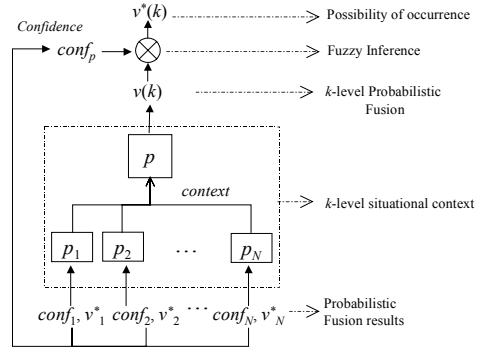 v*(k) Possibility of occurrence
Confidence
conf_p Fuzzy Inference
v(k) k-level Probabilistic
Fusion
p
context
k-level situational context
p_1 p_2 ... p_N
conf_1, v*_1 conf_2, v*_2 ... conf_N, v*_N
Probabilistic
Fusion results